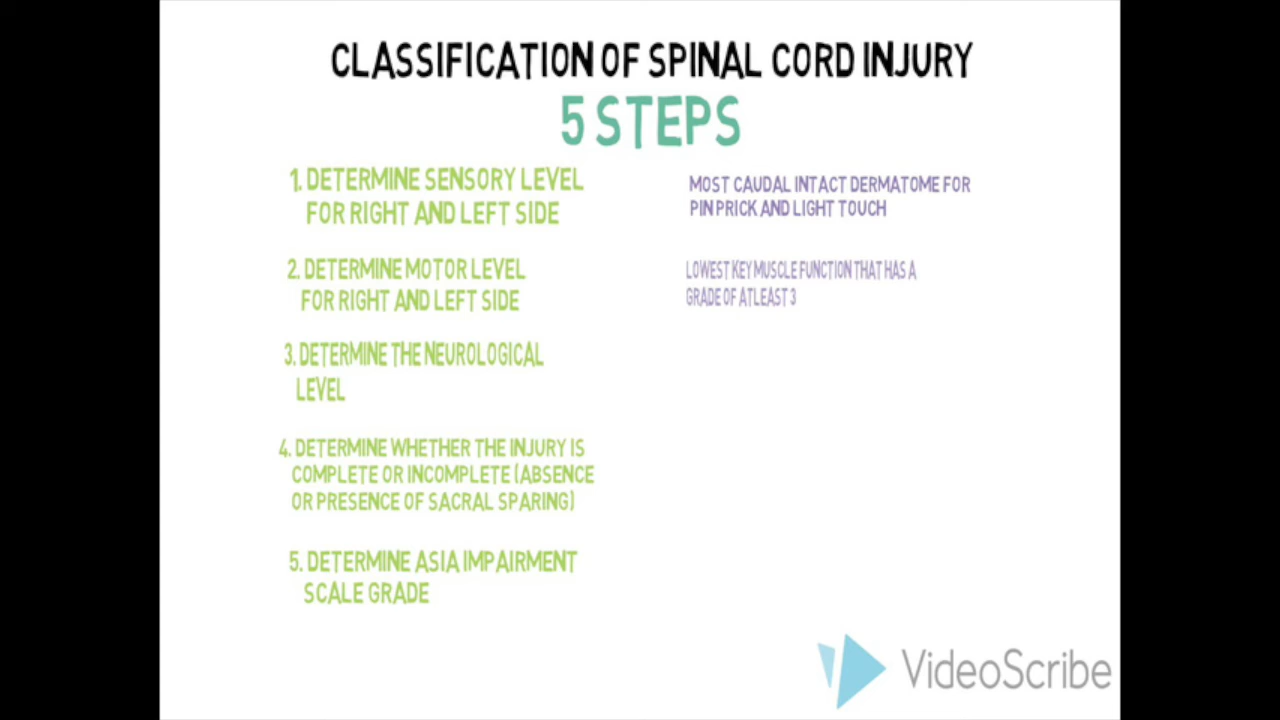 CLASSIFICATION OF SPINAL CORD INJURY
5 STEPS
1. DETERMINE SENSORY LEVEL
FOR RIGHT AND LEFT SIDE
MOST CAUDAL INTACT DERMATOME FOR
PIN PRICK AND LIGHT TOUCH
2. DETERMINE MOTOR LEVEL
FOR RIGHT AND LEFT SIDE
LOWEST KEY MUSCLE FUNCTION THAT HAS A
GRADE OF ATLEAST 3
3. DETERMINE THE NEUROLOGICAL
LEVEL
4. DETERMINE WHETHER THE INJURY IS
COMPLETE OR INCOMPLETE (ABSENCE
OR PRESENCE OF SACRAL SPARING)
5. DETERMINE ASIA IMPAIRMENT
SCALE GRADE
VideoScribe